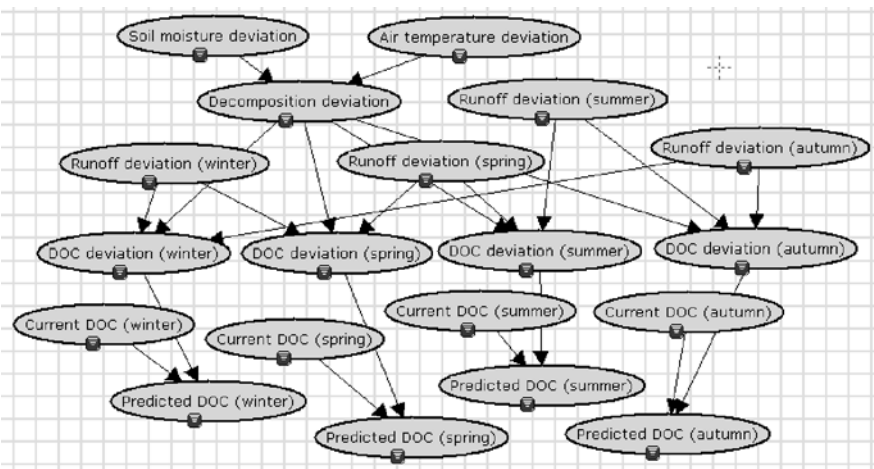 Soil moisture deviation
Air temperature deviation
Decomposition deviation
Runoff deviation (summer)
Runoff deviation (winter)
Runoff deviation (spring)
Runoff deviation (autumn)
DOC deviation (winter)
DOC deviation (spring)
DOC deviation (summer)
DOC deviation (autumn)
Current DOC (winter)
Current DOC (spring)
Current DOC (summer)
Current DOC (autumn)
Predicted DOC (winter)
Predicted DOC (spring)
Predicted DOC (summer)
Predicted DOC (autumn)